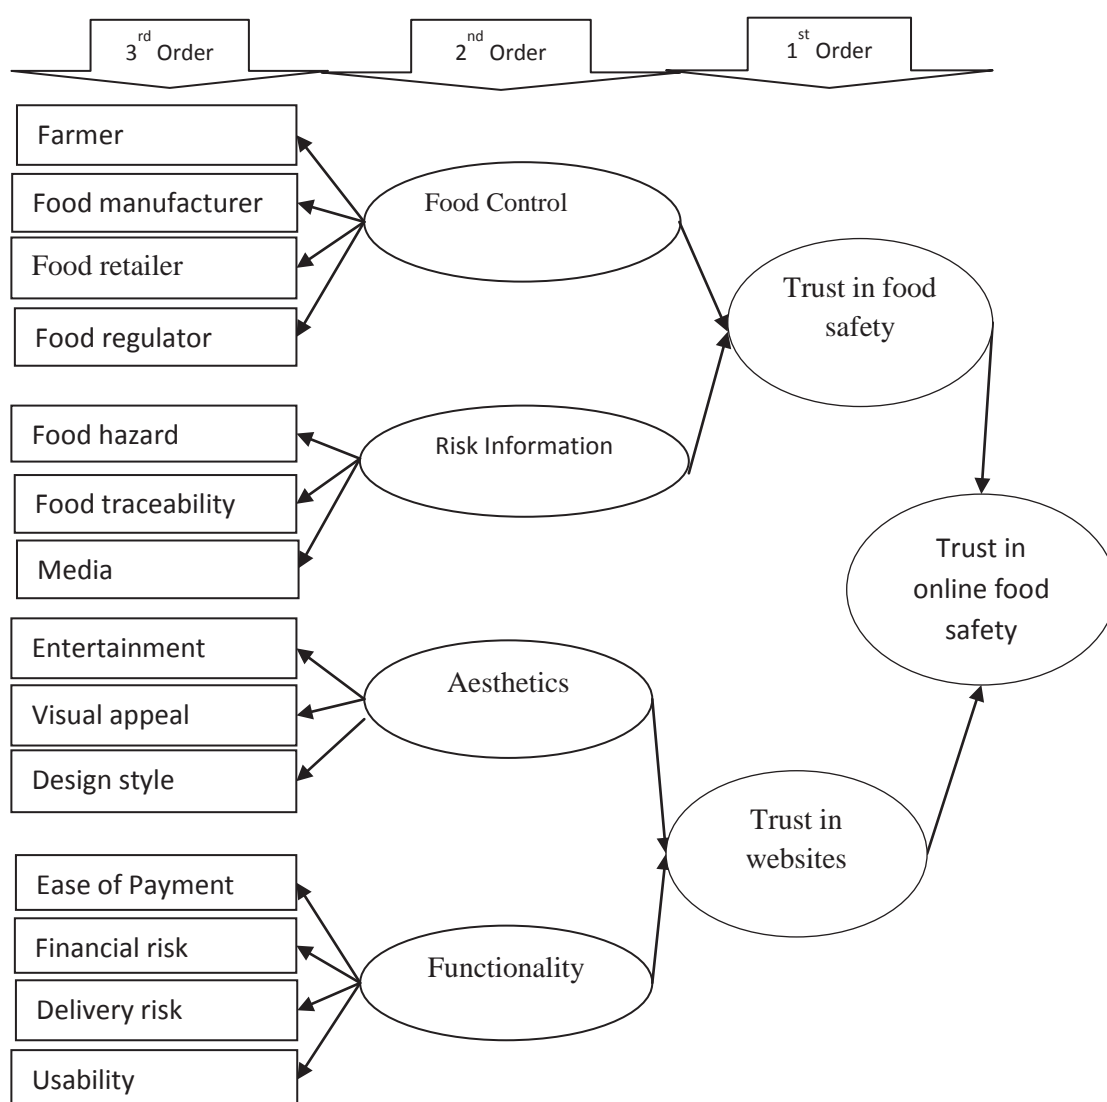 3rd Order
2nd Order
1st Order
Farmer
Food manufacturer
Food retailer
Food regulator
Food Control
Trust in food
safety
Food hazard
Food traceability
Media
Risk Information
Trust in
online food
safety
Entertainment
Visual appeal
Design style
Aesthetics
Trust in
websites
Ease of Payment
Financial risk
Delivery risk
Usability
Functionality